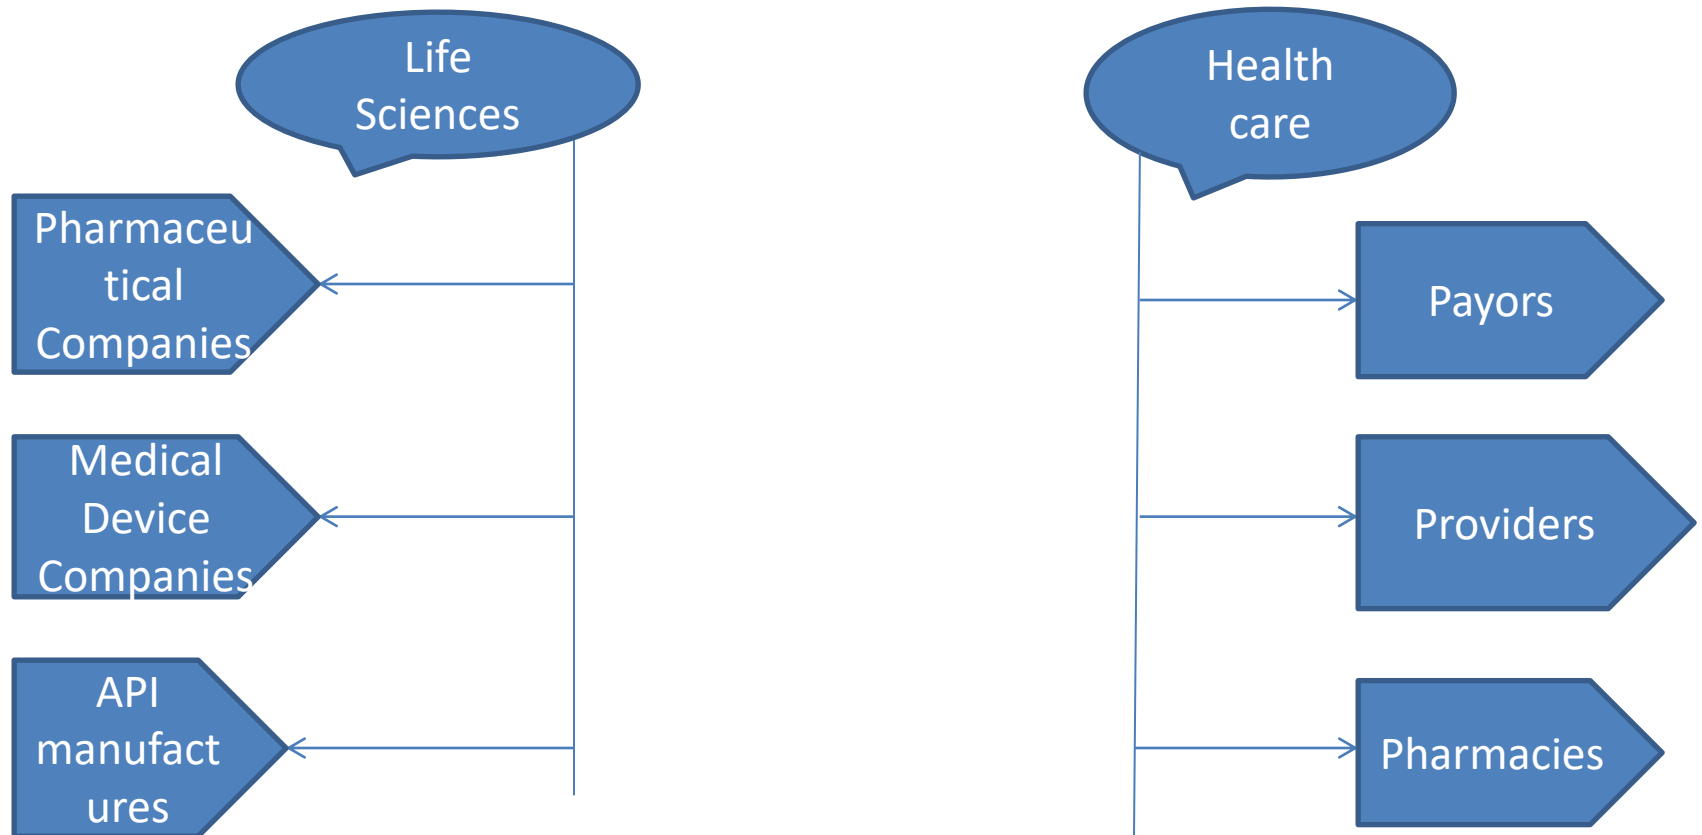 Life
Sciences
Health
care
Pharmaceu
tical
Companies
Payors
Medical
Device
Companies
Providers
API
manufact
ures
Pharmacies